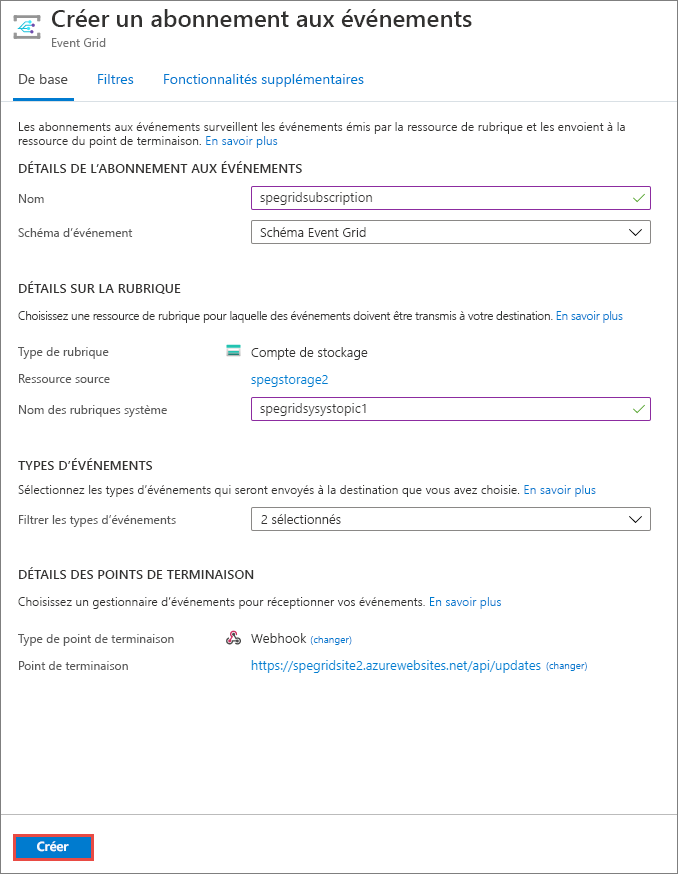 Créer un abonnement aux événements
Event Grid
De base Filtres Fonctionnalités supplémentaires
Les abonnements aux événements surveillent les événements émis par la ressource de rubrique et les envoient à la
ressource du point de terminaison. En savoir plus
DÉTAILS DE L’ABONNEMENT AUX ÉVÉNEMENTS
Nom spegridsubscription
Schéma d’événement Schéma Event Grid
DÉTAILS SUR LA RUBRIQUE
Choisissez une ressource de rubrique pour laquelle des événements doivent être transmis à votre destination. En savoir plus
Type de rubrique Compte de stockage
Ressource source spegstorage2
Nom des rubriques système spegridsysystopic1
TYPES D’ÉVÉNEMENTS
Sélectionnez les types d’événements qui seront envoyés à la destination que vous avez choisie. En savoir plus
Filtrer les types d’événements 2 sélectionnés
DÉTAILS DES POINTS DE TERMINAISON
Choisissez un gestionnaire d’événements pour réceptionner vos événements. En savoir plus
Type de point de terminaison Webhook (changer)
Point de terminaison https://spegridsite2.azurewebsites.net/api/updates (changer)
Créer